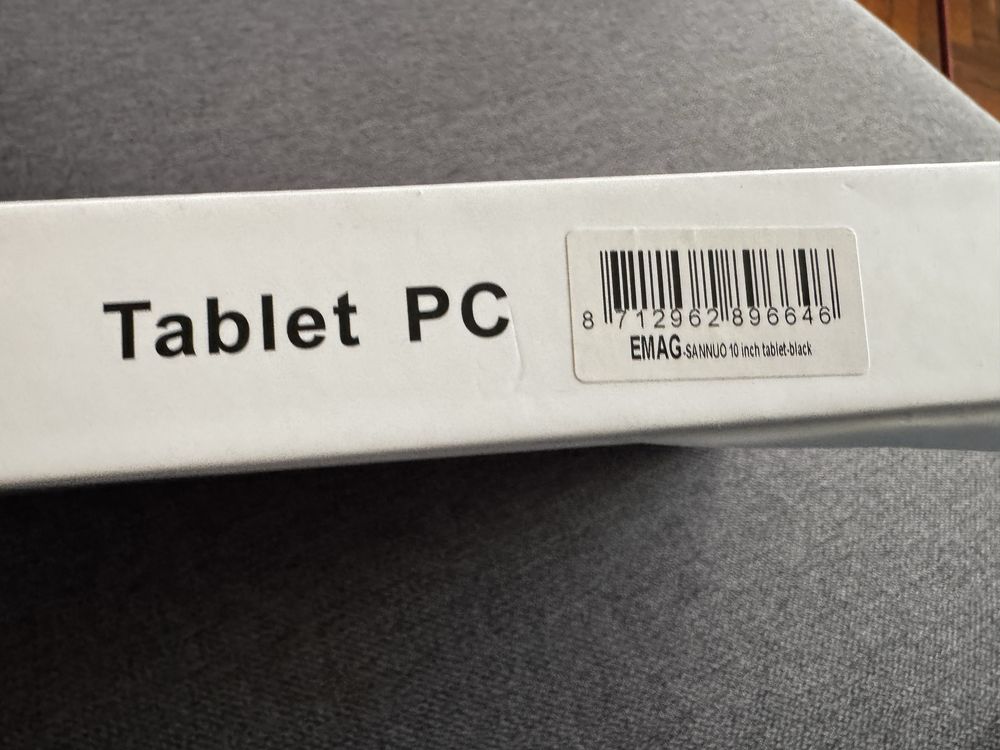 Tablet PC
8 712962 896646
EMAG-SANNUO 10 inch tablet-black